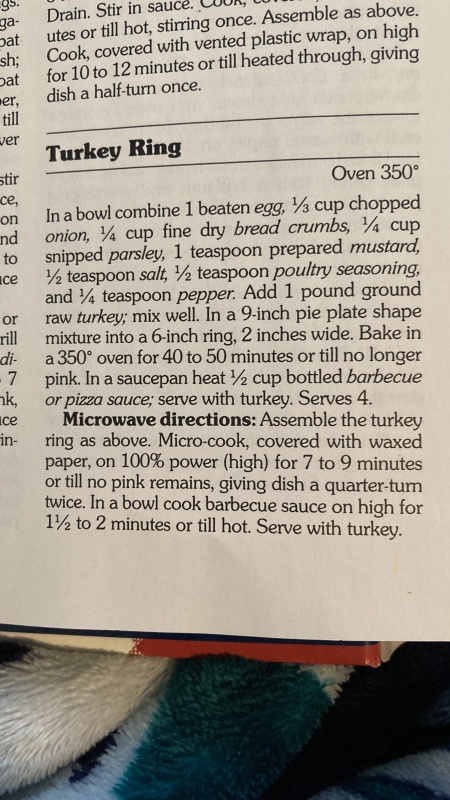 gs.
ga-
oat
sh;
oat
er,
till
ver
stir
ce,
on
nd
to
ce
or
rill
di-
7
nk,
ce
in-
Drain. Stir in sauce. Cook,
utes or till hot, stirring once. Assemble as above.
Cook, covered with vented plastic wrap, on high
for 10 to 12 minutes or till heated through, giving
dish a half-turn once.
Turkey Ring
Oven 350°
In a bowl combine 1 beaten egg, ⅓ cup chopped
onion, ¼ cup fine dry bread crumbs, ¼ cup
snipped parsley, 1 teaspoon prepared mustard,
½ teaspoon salt, ½ teaspoon poultry seasoning,
and ¼ teaspoon pepper. Add 1 pound ground
raw turkey; mix well. In a 9-inch pie plate shape
mixture into a 6-inch ring, 2 inches wide. Bake in
a 350° oven for 40 to 50 minutes or till no longer
pink. In a saucepan heat ½ cup bottled barbecue
or pizza sauce; serve with turkey. Serves 4.
Microwave directions: Assemble the turkey
ring as above. Micro-cook, covered with waxed
paper, on 100% power (high) for 7 to 9 minutes
or till no pink remains, giving dish a quarter-turn
twice. In a bowl cook barbecue sauce on high for
1½ to 2 minutes or till hot. Serve with turkey.